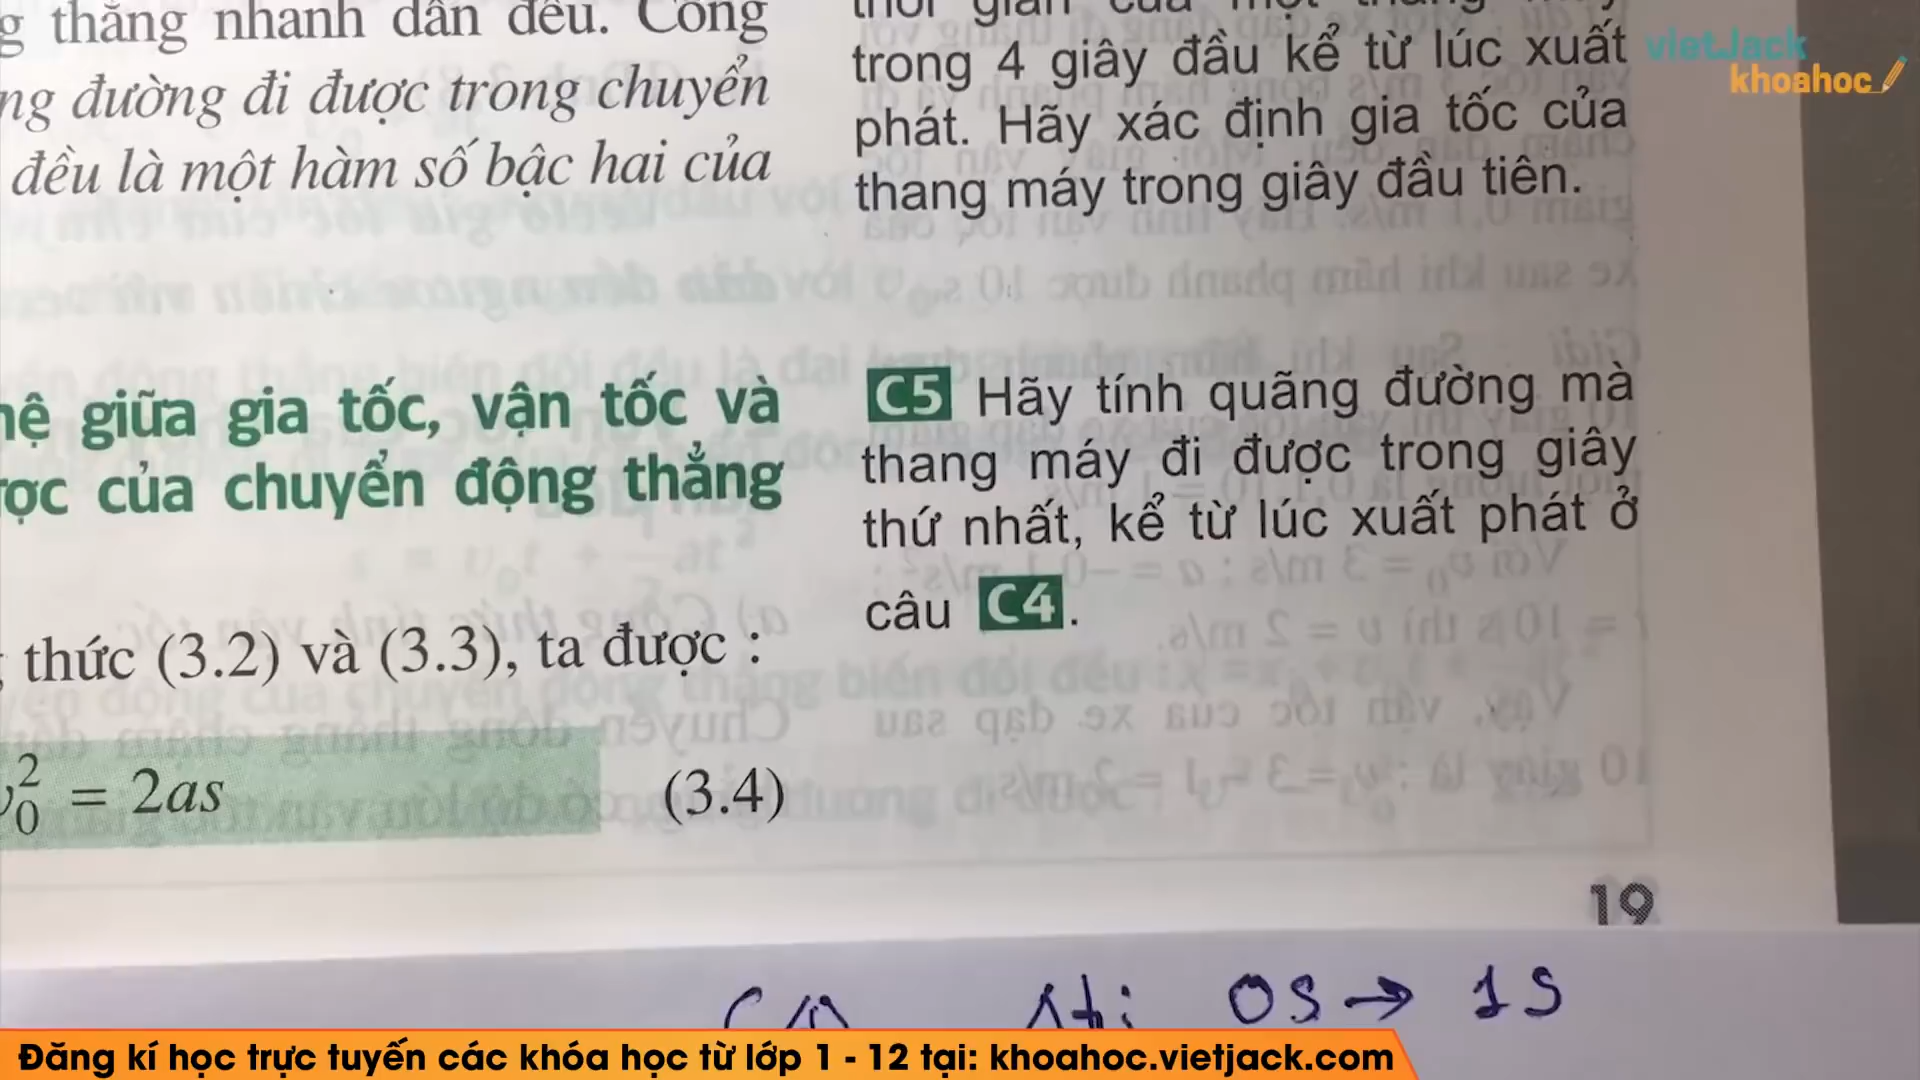 thẳng nhanh dần đều. Công
đường đi được trong chuyển
đều là một hàm số bậc hai của
giữa gia tốc, vận tốc và
của chuyển động thẳng
thức (3.2) và (3.3), ta được :
= 2as (3.4)
trong 4 giây đầu kể từ lúc xuất
phát. Hãy xác định gia tốc của
thang máy trong giây đầu tiên.
C5 Hãy tính quãng đường mà
thang máy đi được trong giây
thứ nhất, kể từ lúc xuất phát ở
câu C4.
19
0s → 1s
vietJack
khoahoc
Đăng kí học trực tuyến các khóa học từ lớp 1 - 12 tại: khoahoc.vietjack.com